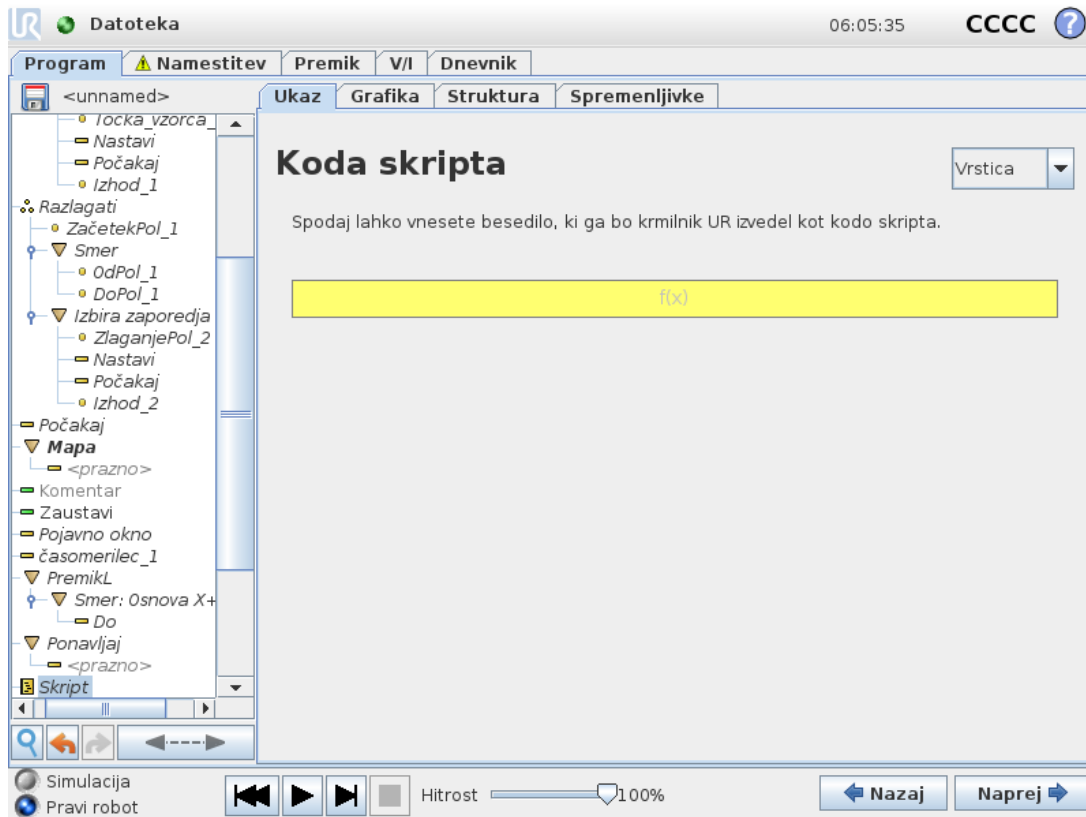 UR Datoteka 06:05:35 CCCC ?
Program Namestitev Premik V/I Dnevnik
<unnamed> Ukaz Grafika Struktura Spremenljivke
Točka_vzorca_
Nastavi
Počakaj
Izhod_1
Razlagati
ZačetekPol_1
Smer
OdPol_1
DoPol_1
Izbira zaporedja
ZlaganjePol_2
Nastavi
Počakaj
Izhod_2
Počakaj
Mapa
<prazno>
Komentar
Zaustavi
Pojavno okno
časomerilec_1
PremikL
Smer: Osnova X+
Do
Ponavljaj
<prazno>
Skript
Koda skripta
Vrstica
Spodaj lahko vnesete besedilo, ki ga bo krmilnik UR izvedel kot kodo skripta.
f(x)
Simulacija
Pravi robot
Hitrost 100%
Nazaj Naprej